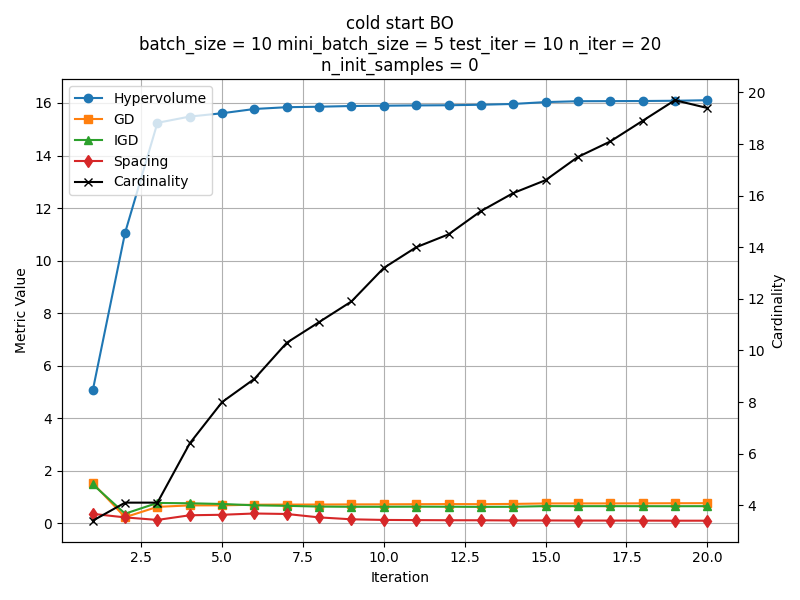 cold start BO
batch_size = 10 mini_batch_size = 5 test_iter = 10 n_iter = 20
n_init_samples = 0
Hypervolume
GD
IGD
Spacing
Cardinality
Metric Value
16
14
12
10
8
6
4
2
0
2.5
5.0
7.5
10.0
12.5
15.0
17.5
20.0
Iteration
20
18
16
14
12
10
8
6
4
Cardinality